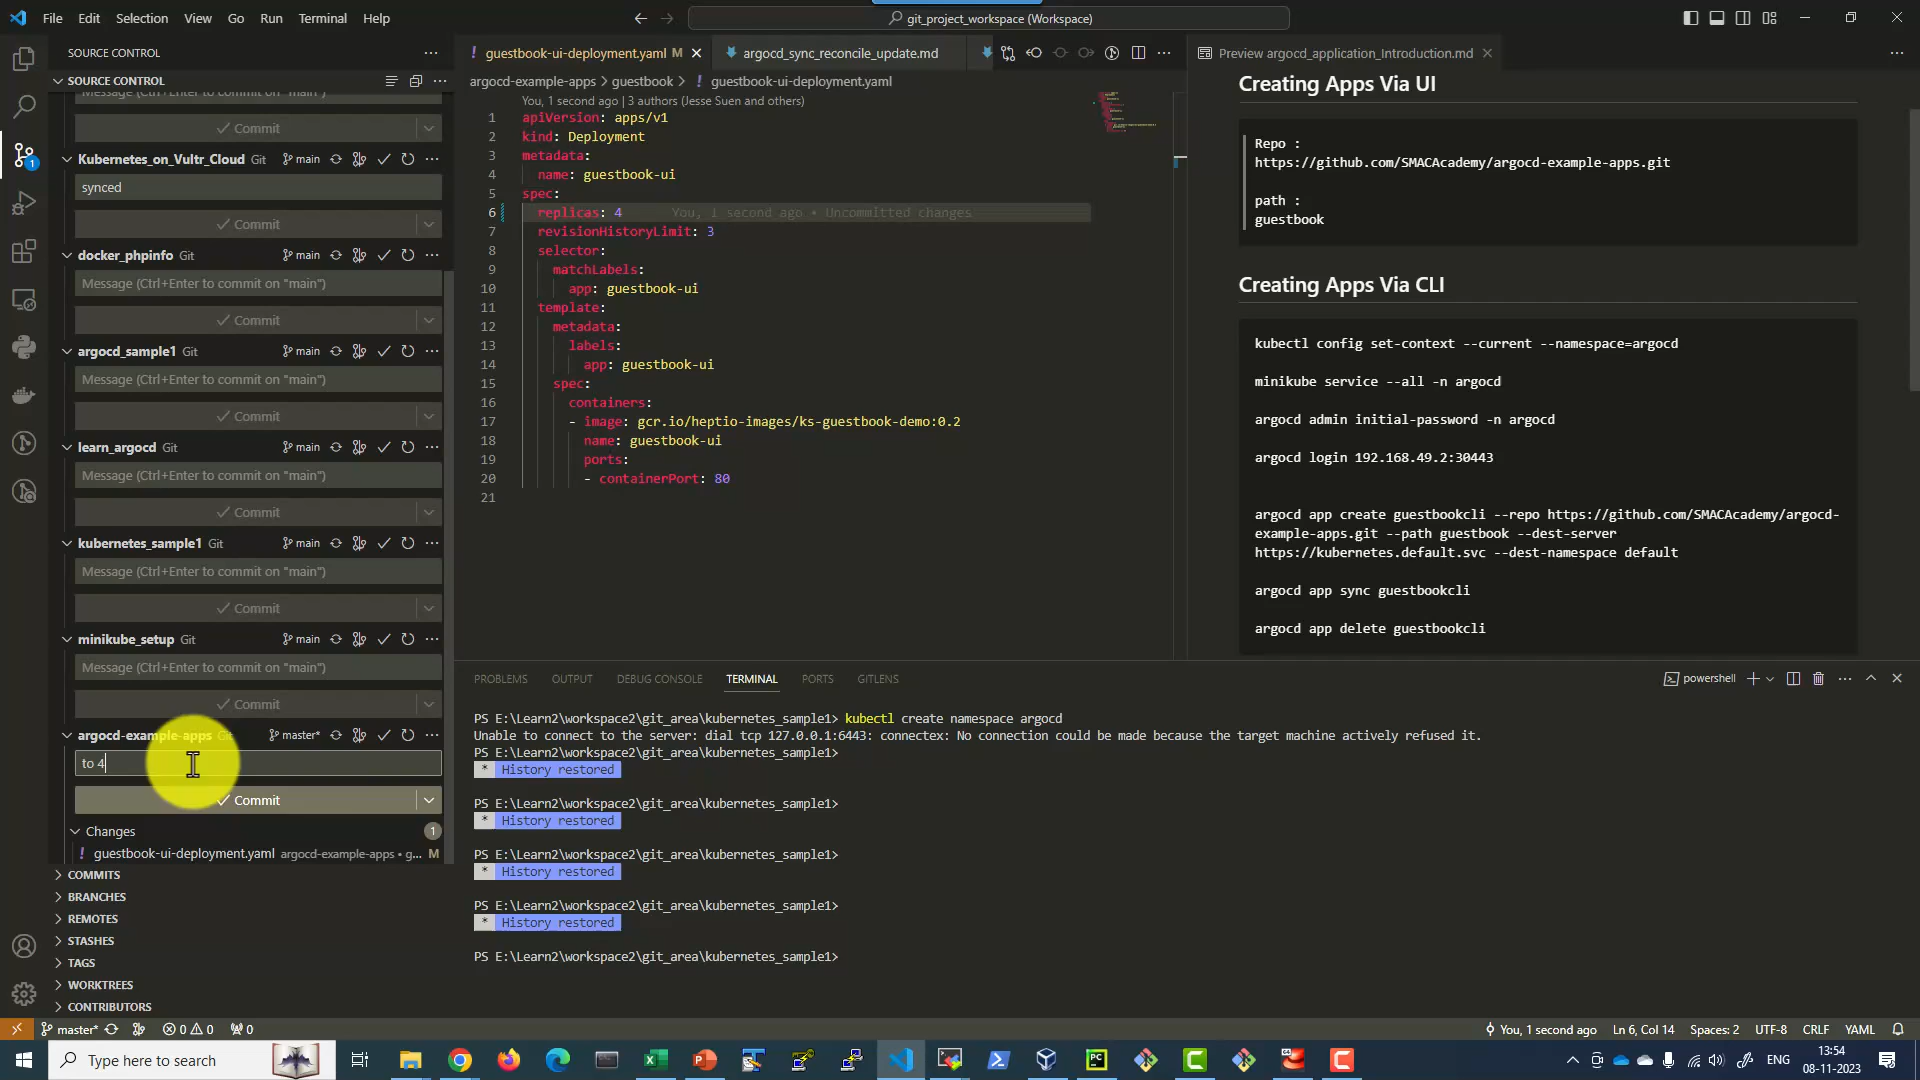 File Edit Selection View Go Run Terminal Help
git_project_workspace (Workspace)
SOURCE CONTROL
SOURCE CONTROL
Message (Ctrl+Enter to commit on "main")
Commit
Kubernetes_on_Vultr_Cloud Git main
synced
Commit
docker_phpinfo Git main
Message (Ctrl+Enter to commit on "main")
Commit
argocd_sample1 Git main
Message (Ctrl+Enter to commit on "main")
Commit
learn_argocd Git main
Message (Ctrl+Enter to commit on "main")
Commit
kubernetes_sample1 Git main
Message (Ctrl+Enter to commit on "main")
Commit
minikube_setup Git main
Message (Ctrl+Enter to commit on "main")
Commit
argocd-example-apps Git master*
to 4
Commit
Changes 1
! guestbook-ui-deployment.yaml argocd-example-apps • g... M
COMMITS
BRANCHES
REMOTES
STASHES
TAGS
WORKTREES
CONTRIBUTORS
! guestbook-ui-deployment.yaml M argocd_sync_reconcile_update.md
argocd-example-apps > guestbook > ! guestbook-ui-deployment.yaml
You, 1 second ago | 3 authors (Jesse Suen and others)
1 apiVersion: apps/v1
2 kind: Deployment
3 metadata:
4 name: guestbook-ui
5 spec:
6 replicas: 4 You, 1 second ago • Uncommitted changes
7 revisionHistoryLimit: 3
8 selector:
9 matchLabels:
10 app: guestbook-ui
11 template:
12 metadata:
13 labels:
14 app: guestbook-ui
15 spec:
16 containers:
17 - image: gcr.io/heptio-images/ks-guestbook-demo:0.2
18 name: guestbook-ui
19 ports:
20 - containerPort: 80
21
Preview argocd_application_Introduction.md
Creating Apps Via UI
Repo :
https://github.com/SMACAcademy/argocd-example-apps.git
path :
guestbook
Creating Apps Via CLI
kubectl config set-context --current --namespace=argocd
minikube service --all -n argocd
argocd admin initial-password -n argocd
argocd login 192.168.49.2:30443
argocd app create guestbookcli --repo https://github.com/SMACAcademy/argocd-
example-apps.git --path guestbook --dest-server
https://kubernetes.default.svc --dest-namespace default
argocd app sync guestbookcli
argocd app delete guestbookcli
PROBLEMS OUTPUT DEBUG CONSOLE TERMINAL PORTS GITLENS
powershell
PS E:\Learn2\workspace2\git_area\kubernetes_sample1> kubectl create namespace argocd
Unable to connect to the server: dial tcp 127.0.0.1:6443: connectex: No connection could be made because the target machine actively refused it.
PS E:\Learn2\workspace2\git_area\kubernetes_sample1>
* History restored
PS E:\Learn2\workspace2\git_area\kubernetes_sample1>
* History restored
PS E:\Learn2\workspace2\git_area\kubernetes_sample1>
* History restored
PS E:\Learn2\workspace2\git_area\kubernetes_sample1>
* History restored
PS E:\Learn2\workspace2\git_area\kubernetes_sample1>
master* 0 0 0
You, 1 second ago Ln 6, Col 14 Spaces: 2 UTF-8 CRLF YAML
Type here to search
ENG
13:54
08-11-2023